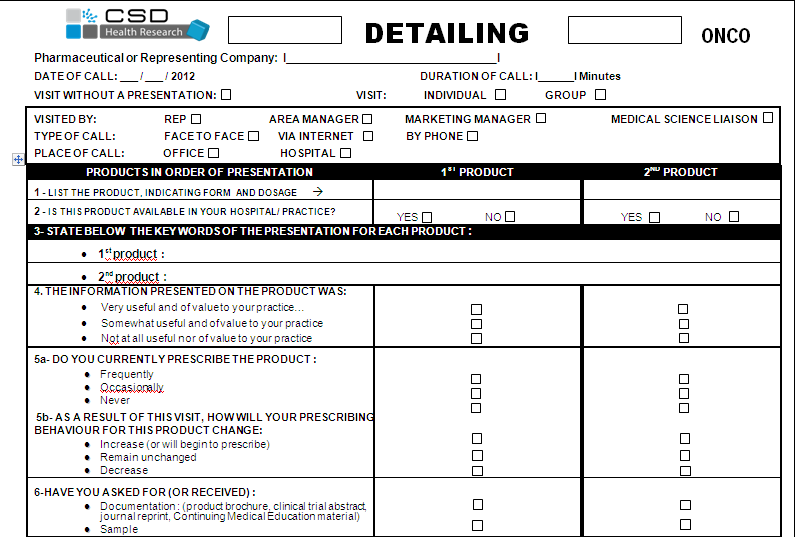 CSD
Health Research
DETAILING
ONCO
Pharmaceutical or Representing Company: I________________________________I
DATE OF CALL: ___ / ___ / 2012 DURATION OF CALL: I______I Minutes
VISIT WITHOUT A PRESENTATION: □ VISIT: INDIVIDUAL □ GROUP □
VISITED BY: REP □ AREA MANAGER □ MARKETING MANAGER □ MEDICAL SCIENCE LIAISON □
TYPE OF CALL: FACE TO FACE □ VIA INTERNET □ BY PHONE □
PLACE OF CALL: OFFICE □ HOSPITAL □
PRODUCTS IN ORDER OF PRESENTATION 1ST PRODUCT 2ND PRODUCT
1 - LIST THE PRODUCT, INDICATING FORM AND DOSAGE →
2 - IS THIS PRODUCT AVAILABLE IN YOUR HOSPITAL/ PRACTICE? YES □ NO □ YES □ NO □
3- STATE BELOW THE KEY WORDS OF THE PRESENTATION FOR EACH PRODUCT :
• 1st product :
• 2nd product :
4. THE INFORMATION PRESENTED ON THE PRODUCT WAS:
• Very useful and of value to your practice... □ □
• Somewhat useful and of value to your practice □ □
• Not at all useful nor of value to your practice □ □
5a- DO YOU CURRENTLY PRESCRIBE THE PRODUCT :
• Frequently □ □
• Occasionally □ □
• Never □ □
5b- AS A RESULT OF THIS VISIT, HOW WILL YOUR PRESCRIBING
BEHAVIOUR FOR THIS PRODUCT CHANGE:
• Increase (or will begin to prescribe) □ □
• Remain unchanged □ □
• Decrease □ □
6-HAVE YOU ASKED FOR (OR RECEIVED) :
• Documentation : (product brochure, clinical trial abstract, □ □
journal reprint, Continuing Medical Education material)
• Sample □ □